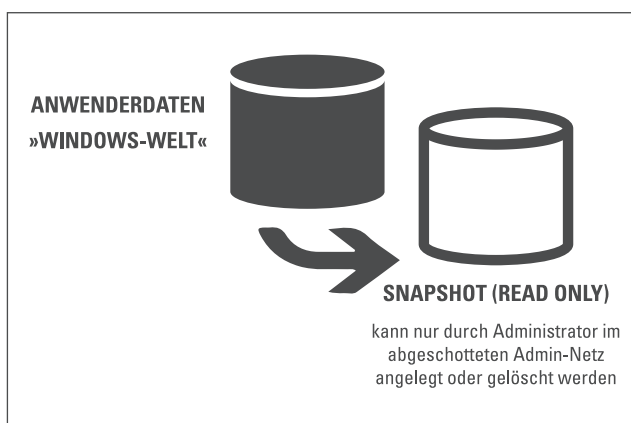 ANWENDERDATEN
»WINDOWS-WELT«
SNAPSHOT (READ ONLY)
kann nur durch Administrator im
abgeschotteten Admin-Netz
angelegt oder gelöscht werden